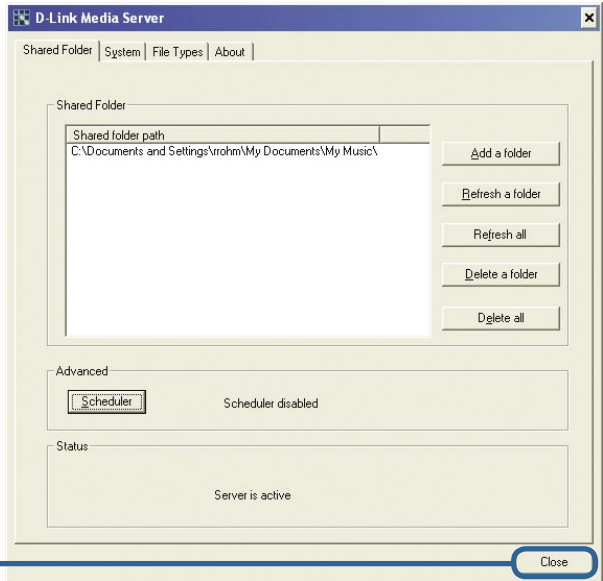 D-Link Media Server
Shared Folder System File Types About
Shared Folder
Shared folder path
C:\Documents and Settings\rrohm\My Documents\My Music\
Add a folder
Refresh a folder
Refresh all
Delete a folder
Delete all
Advanced
Scheduler Scheduler disabled
Status
Server is active
Close